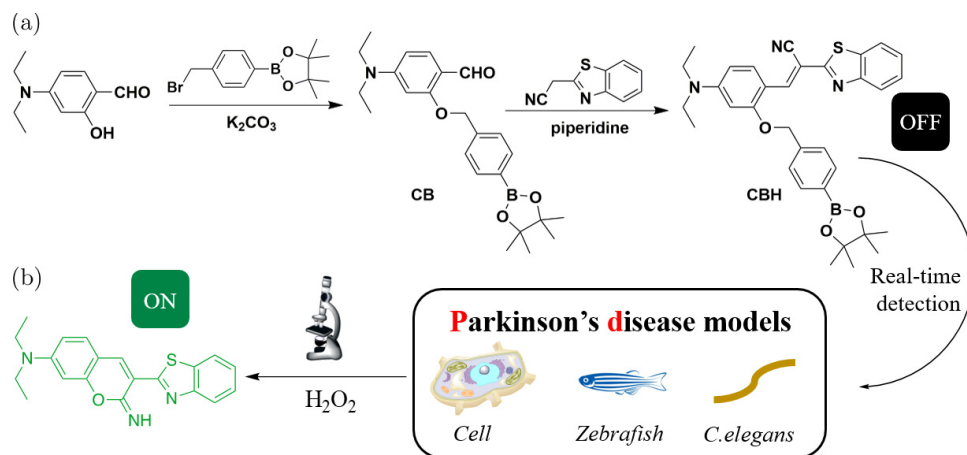 (a)
N
OH
CHO
Br
B
O
O
K₂CO₃
N
CHO
O
B
O
O
CB
S
NC
N
piperidine
N
NC
S
N
O
B
O
O
CBH
OFF
Real-time
detection
(b)
ON
N
O
NH
S
N
H₂O₂
Parkinson's disease models
Cell
Zebrafish
C.elegans